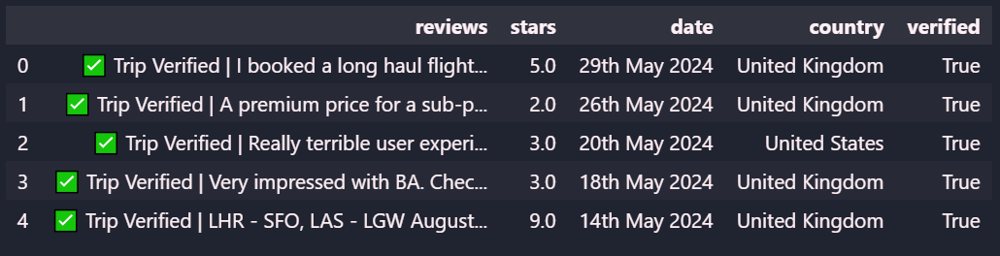 reviews stars date country verified
0 ✅ Trip Verified | I booked a long haul flight... 5.0 29th May 2024 United Kingdom True
1 ✅ Trip Verified | A premium price for a sub-p... 2.0 26th May 2024 United Kingdom True
2 ✅ Trip Verified | Really terrible user experi... 3.0 20th May 2024 United States True
3 ✅ Trip Verified | Very impressed with BA. Chec... 3.0 18th May 2024 United Kingdom True
4 ✅ Trip Verified | LHR - SFO, LAS - LGW August... 9.0 14th May 2024 United Kingdom True